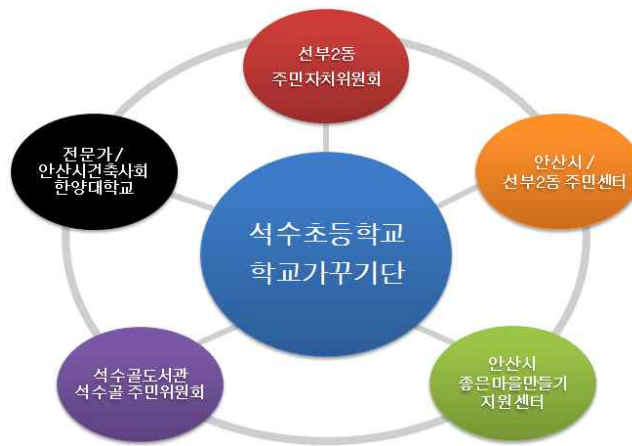 선부2동
주민자치위원회
전문가/
안산시건축사회
한양대학교
안산시/
선부2동 주민센터
석수초등학교
학교가꾸기단
석수골도서관
석수골 주민위원회
안산시
좋은마을만들기
지원센터